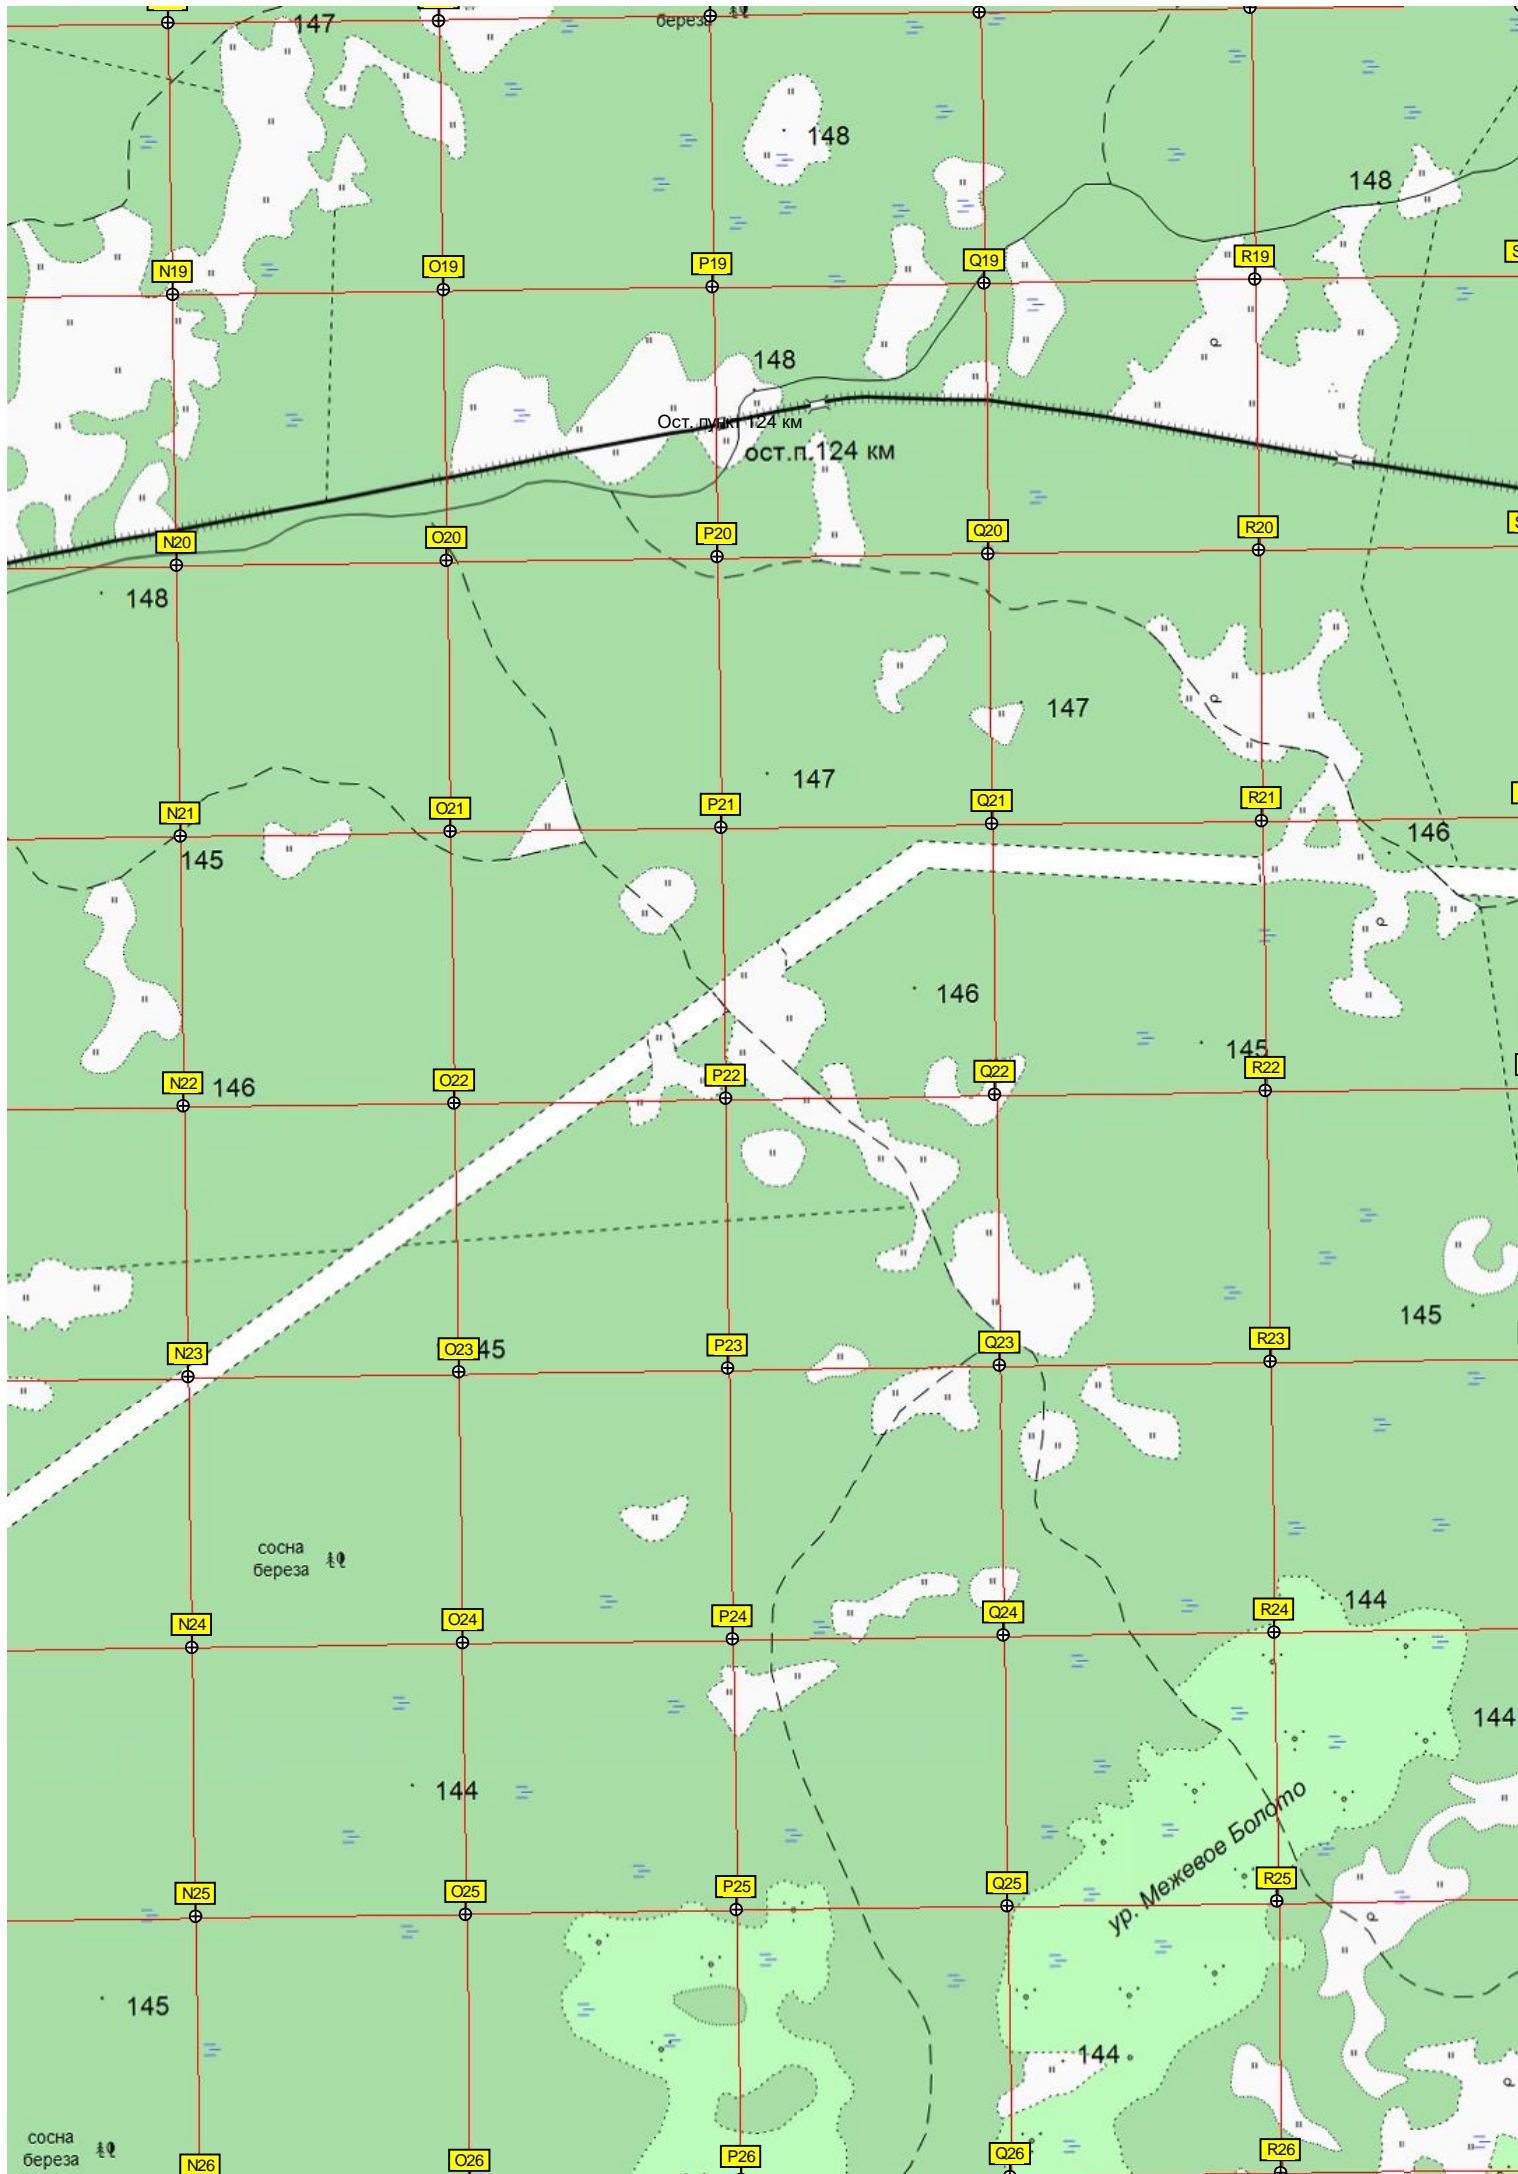 береза
147
148
148
N19
O19
P19
Q19
R19
148
Ост. пункт 124 км
ост.п.124 км
N20
O20
P20
Q20
R20
148
147
147
N21
O21
P21
Q21
R21
145
146
146
145
N22
O22
P22
Q22
R22
146
145
N23
O23
P23
Q23
R23
45
сосна
береза
144
N24
O24
P24
Q24
R24
144
144
ур. Межевое Болото
N25
O25
P25
Q25
R25
145
144
сосна
береза
N26
O26
P26
Q26
R26